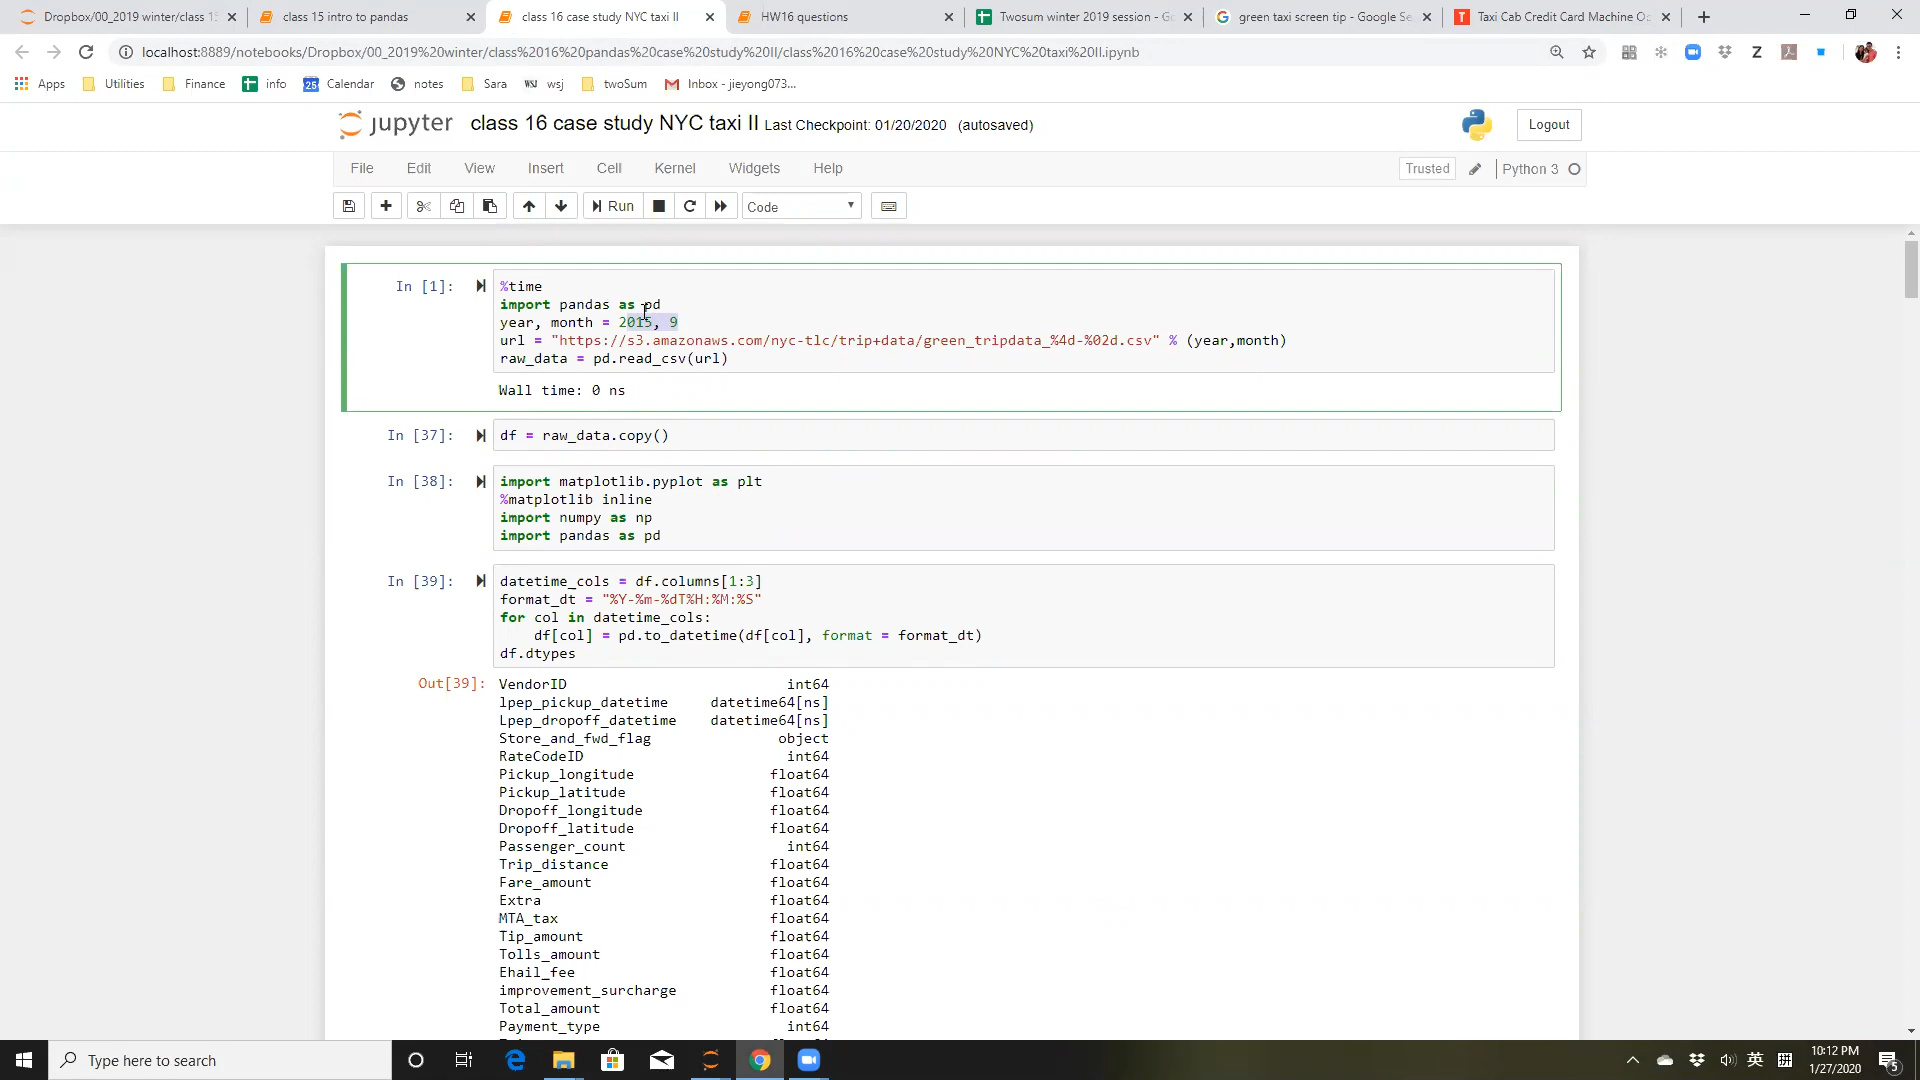 Dropbox/00_2019 winter/class 15
class 15 intro to pandas
class 16 case study NYC taxi II
HW16 questions
Twosum winter 2019 session - Go
green taxi screen tip - Google Se
Taxi Cab Credit Card Machine Op
localhost:8889/notebooks/Dropbox/00_2019%20winter/class%2016%20pandas%20case%20study%20II/class%2016%20case%20study%20NYC%20taxi%20II.ipynb
Apps Utilities Finance info Calendar notes Sara wsj twoSum Inbox - jieyong073...
jupyter class 16 case study NYC taxi II Last Checkpoint: 01/20/2020 (autosaved) Logout
File Edit View Insert Cell Kernel Widgets Help Trusted Python 3
Run Code
In [1]: %time
import pandas as pd
year, month = 2015, 9
url = "https://s3.amazonaws.com/nyc-tlc/trip+data/green_tripdata_%4d-%02d.csv" % (year,month)
raw_data = pd.read_csv(url)
Wall time: 0 ns
In [37]: df = raw_data.copy()
In [38]: import matplotlib.pyplot as plt
%matplotlib inline
import numpy as np
import pandas as pd
In [39]: datetime_cols = df.columns[1:3]
format_dt = "%Y-%m-%dT%H:%M:%S"
for col in datetime_cols:
df[col] = pd.to_datetime(df[col], format = format_dt)
df.dtypes
Out[39]: VendorID int64
lpep_pickup_datetime datetime64[ns]
Lpep_dropoff_datetime datetime64[ns]
Store_and_fwd_flag object
RateCodeID int64
Pickup_longitude float64
Pickup_latitude float64
Dropoff_longitude float64
Dropoff_latitude float64
Passenger_count int64
Trip_distance float64
Fare_amount float64
Extra float64
MTA_tax float64
Tip_amount float64
Tolls_amount float64
Ehail_fee float64
improvement_surcharge float64
Total_amount float64
Payment_type int64
Type here to search
英
拼
10:12 PM
1/27/2020
5